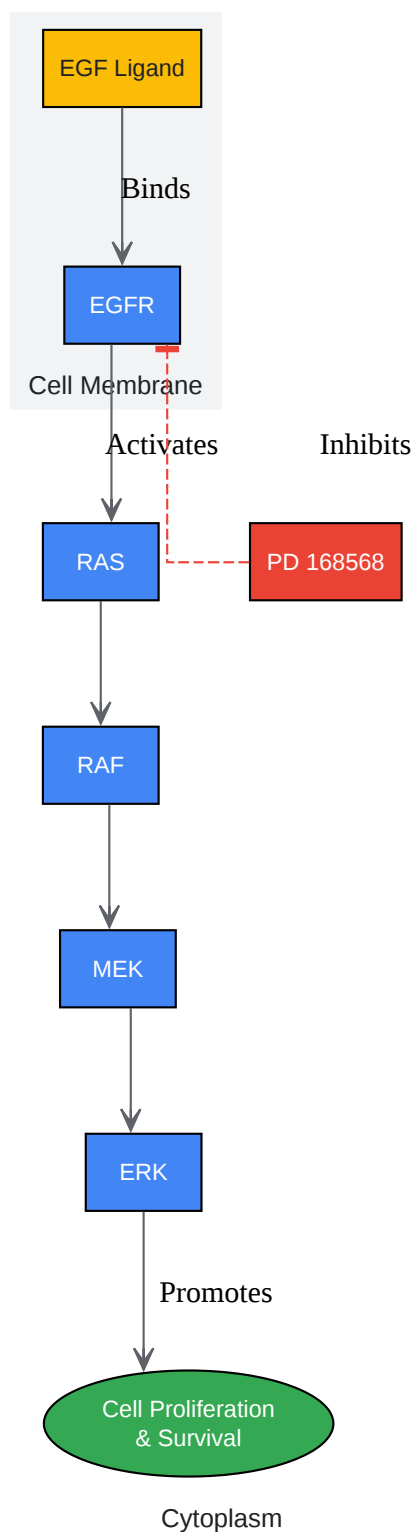 EGF Ligand
Binds
EGFR
Cell Membrane
Activates
Inhibits
RAS
PD 168568
RAF
MEK
ERK
Promotes
Cell Proliferation
& Survival
Cytoplasm